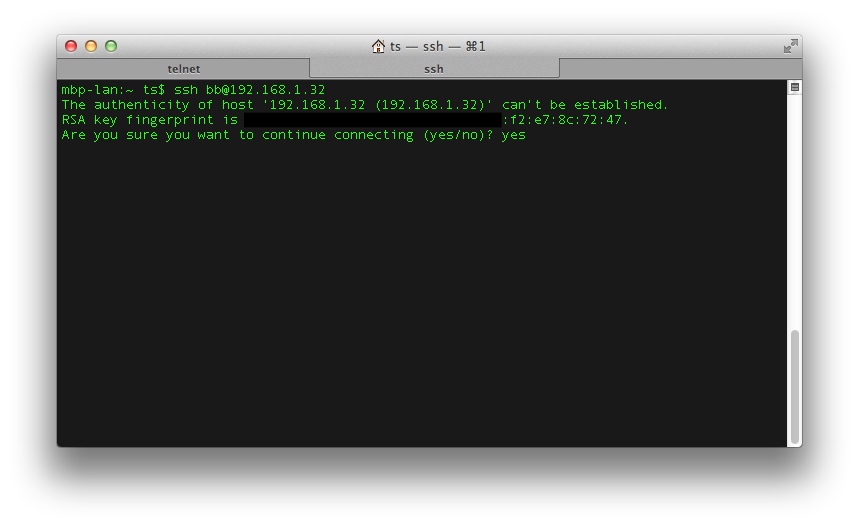 ts — ssh — ⌘1
telnet
ssh
mbp-lan:~ ts$ ssh bb@192.168.1.32
The authenticity of host '192.168.1.32 (192.168.1.32)' can't be established.
RSA key fingerprint is :f2:e7:8c:72:47.
Are you sure you want to continue connecting (yes/no)? yes